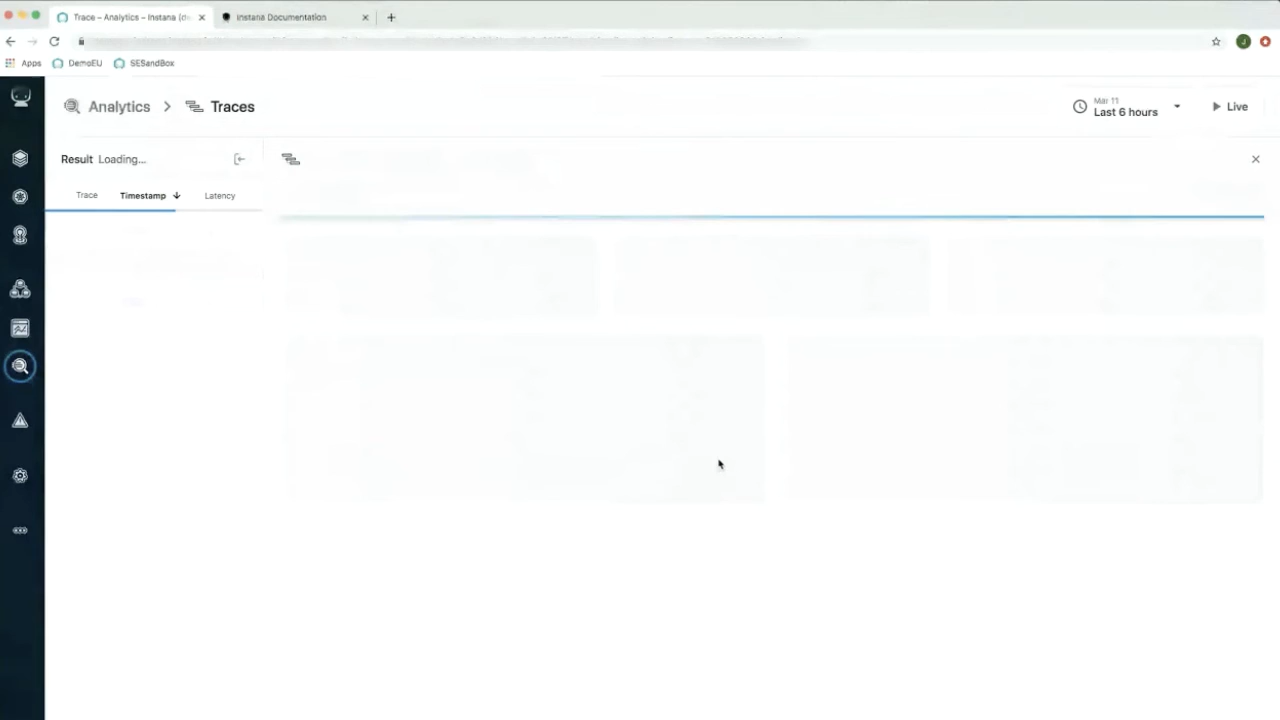 Trace – Analytics – Instana (de
Instana Documentation
Apps
DemoEU
SESandBox
Analytics
Traces
Mar 11
Last 6 hours
Live
Result Loading...
Trace
Timestamp
Latency